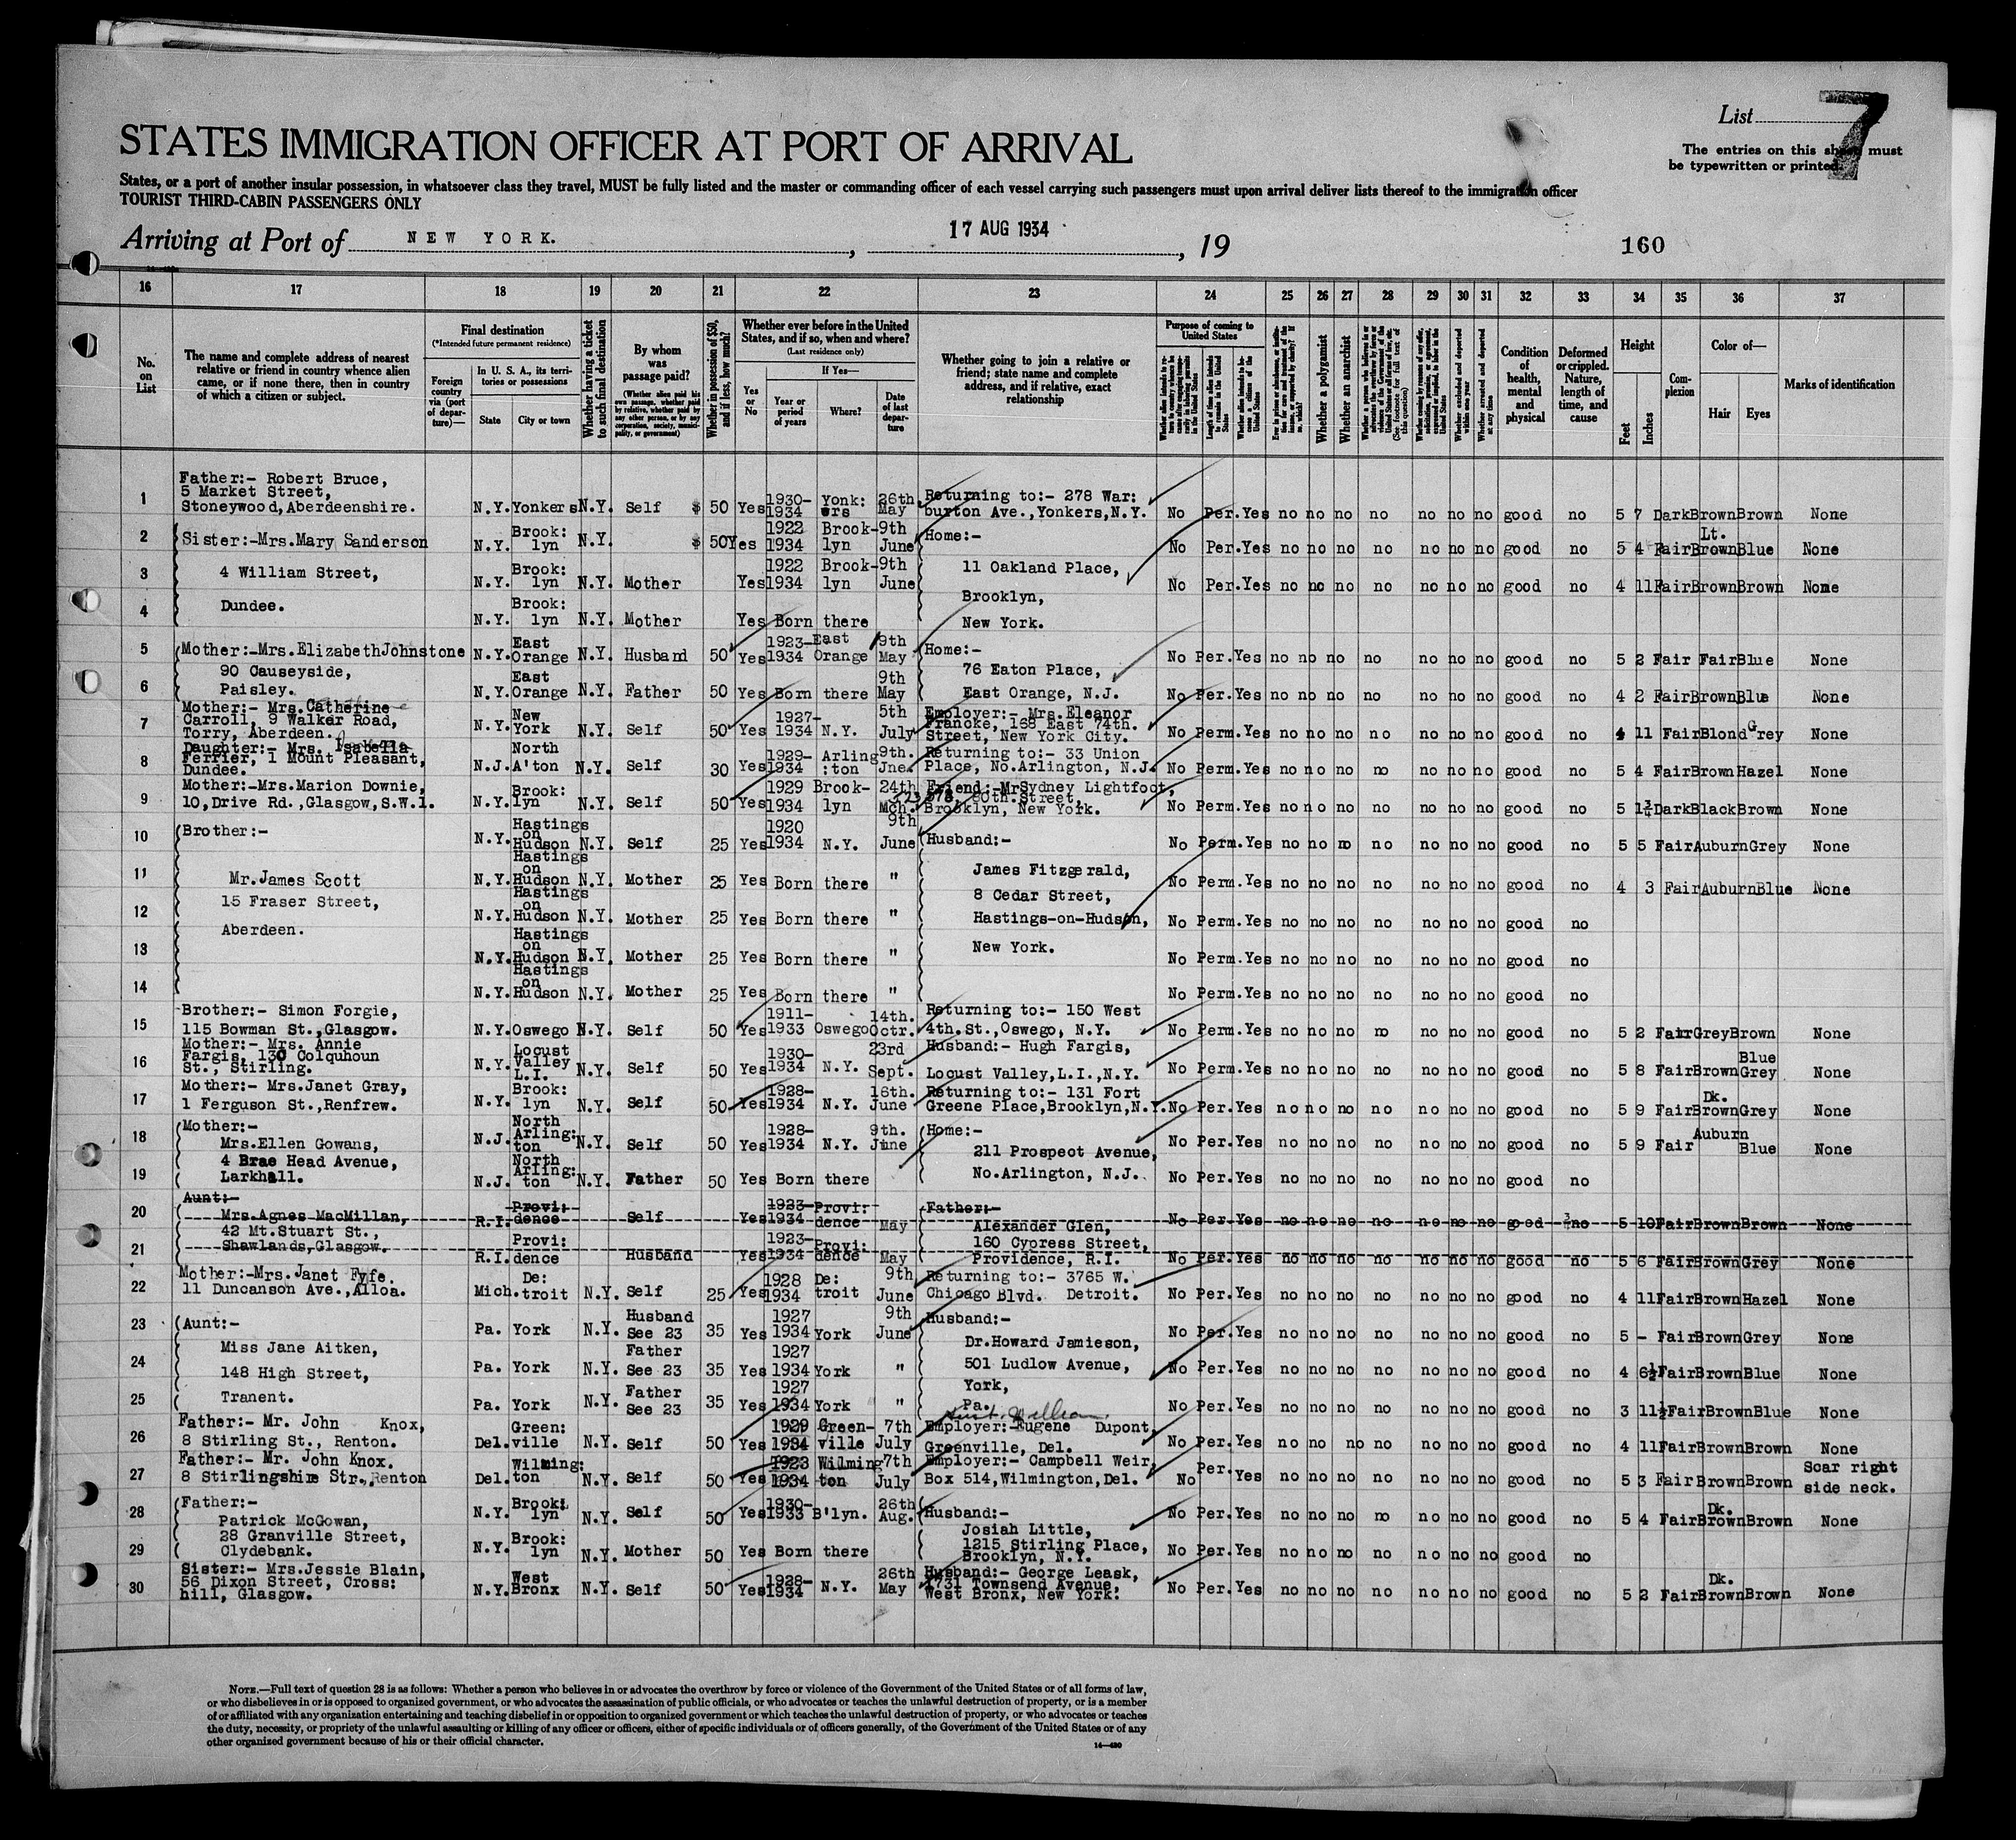 List 7
STATES IMMIGRATION OFFICER AT PORT OF ARRIVAL
The entries on this sheet must
be typewritten or printed.
States, or a port of another insular possession, in whatsoever class they travel, MUST be fully listed and the master or commanding officer of each vessel carrying such passengers must upon arrival deliver lists thereof to the immigration officer
TOURIST THIRD-CABIN PASSENGERS ONLY
Arriving at Port of NEW YORK. , 17 AUG 1934 , 19 160
16 17 18 19 20 21 22 23 24 25 26 27 28 29 30 31 32 33 34 35 36 37
No. on List
The name and complete address of nearest relative or friend in country whence alien came, or if none there, then in country of which a citizen or subject.
Final destination
(*Intended future permanent residence)
Foreign country via (port of departure)—
In U. S. A., its territories or possessions
State City or town
Whether having a ticket to such final destination
By whom was passage paid?
(Whether alien paid his own passage, whether paid by relative, whether paid by any other person, or by any corporation, society, municipality, or government)
Whether in possession of $50, and if less, how much?
Whether ever before in the United States, and if so, when and where?
(Last residence only)
Yes or No
If Yes—
Year or period of years Where? Date of last departure
Whether going to join a relative or friend; state name and complete address, and if relative, exact relationship
Purpose of coming to United States
Whether a polygamist
Whether an anarchist
Condition of health, mental and physical
Deformed or crippled. Nature, length of time, and cause
Height
Feet Inches
Complexion
Color of—
Hair Eyes
Marks of identification
1 Father:- Robert Bruce, 5 Market Street, Stoneywood, Aberdeenshire. N.Y. Yonkers N.Y. Self $ 50 Yes 1930-1934 Yonk:ers 26th May Returning to:- 278 War:burton Ave., Yonkers, N.Y. No Per. Yes no no no no no no no good no 5 7 Dark Brown Brown None
2 Sister:-Mrs.Mary Sanderson N.Y. Brook:lyn N.Y. $ 50 Yes 1922 1934 Brook-lyn 9th June Home:- No Per. Yes no no no no no no no good no 5 4 Fair Lt. Brown Blue None
3 4 William Street, N.Y. Brook:lyn N.Y. Mother Yes 1922 1934 Brook-lyn 9th June 11 Oakland Place, No Per. Yes no no no no no no no good no 4 11 Fair Brown Brown None
4 Dundee. N.Y. Brook:lyn N.Y. Mother Yes Born there Brooklyn, New York.
5 Mother:-Mrs.Elizabeth Johnstone N.Y. East Orange N.Y. Husband 50 Yes 1923-1934 East Orange 9th May Home:- No Per. Yes no no no no no no no good no 5 2 Fair Fair Blue None
6 90 Causeyside, Paisley. N.Y. East Orange N.Y. Father 50 Yes Born there 9th May 76 Eaton Place, East Orange, N.J. No Per. Yes no no no no no no no good no 4 2 Fair Brown Blue None
7 Mother:- Mrs. Catherine Carroll, 9 Walker Road, Torry, Aberdeen. N.Y. New York N.Y. Self 50 Yes 1927-1934 N.Y. 5th July Employer:- Mrs. Eleanor Francke, 168 East 74th. Street, New York City. No Perm. Yes no no no no no no no good no 4 11 Fair Blond Grey None
8 Daughter:- Mrs. Isabella Ferrier, 1 Mount Pleasant, Dundee. N.J. North A'ton N.Y. Self 30 Yes 1929-1934 Arling:ton 9th. Jne. Returning to:- 33 Union Place, No.Arlington, N.J. No Perm. Yes no no no no no no no good no 5 4 Fair Brown Hazel None
9 Mother:-Mrs.Marion Downie, 10, Drive Rd., Glasgow, S.W.1. N.Y. Brook:lyn N.Y. Self 50 Yes 1929 1934 Brook-lyn 24th Mch. Friend:-Mr Sydney Lightfoot, 80th. Street, Brooklyn, New York. No Perm. Yes no no no no no no no good no 5 1¾ Dark Black Brown None
10 Brother:- N.Y. Hastings on Hudson N.Y. Self 25 Yes 1920 1934 N.Y. 9th June Husband:- No Perm. Yes no no no no no no no good no 5 5 Fair Auburn Grey None
11 Mr.James Scott N.Y. Hastings on Hudson N.Y. Mother 25 Yes Born there " James Fitzgerald, No Perm. Yes no no no no no no no good no 4 3 Fair Auburn Blue None
12 15 Fraser Street, N.Y. Hastings on Hudson N.Y. Mother 25 Yes Born there " 8 Cedar Street, Hastings-on-Hudson, No Perm. Yes no no no no no no no good no
13 Aberdeen. N.Y. Hastings on Hudson N.Y. Mother 25 Yes Born there " New York. No Perm. Yes no no no no no no no good no
14 N.Y. Hastings on Hudson N.Y. Mother 25 Yes Born there " No Perm. Yes no no no no no no no good no
15 Brother:- Simon Forgie, 115 Bowman St., Glasgow. N.Y. Oswego N.Y. Self 50 Yes 1911-1933 Oswego 14th. Octr. Returning to:- 150 West 4th. St., Oswego, N.Y. No Perm. Yes no no no no no no no good no 5 2 Fair Grey Brown None
16 Mother:- Mrs. Annie Fargis, 130 Colquhoun St., Stirling. N.Y. Locust Valley L.I. N.Y. Self 50 Yes 1930-1934 N.Y. 23rd Sept. Husband:- Hugh Fargis, Locust Valley, L.I., N.Y. No Perm. Yes no no no no no no no good no 5 8 Fair Brown Blue Grey None
17 Mother:- Mrs.Janet Gray, 1 Ferguson St., Renfrew. N.Y. Brook:lyn N.Y. Self 50 Yes 1928-1934 N.Y. 16th. June Returning to:- 131 Fort Greene Place, Brooklyn, N.Y. No Per. Yes no no no no no no no good no 5 9 Fair Dk. Brown Grey None
18 Mother:- Mrs.Ellen Gowans, N.J. North Arling:ton N.Y. Self 50 Yes 1928-1934 N.Y. 9th. June Home:- 211 Prospect Avenue, No Per. Yes no no no no no no no good no 5 9 Fair Auburn Blue None
19 4 Brae Head Avenue, Larkhall. N.J. North Arling:ton N.Y. Father 50 Yes Born there No.Arlington, N.J. No Per. Yes no no no no no no no good no
20 Aunt:- Mrs.Agnes MacMillan, R.I. Provi:dence Self Yes 1923-1934 Provi:dence May Father:- Alexander Glen, No Per. Yes no no no no no no no good no 5 10 Fair Brown Brown None
21 42 Mt.Stuart St., Shawlands, Glasgow. R.I. Provi:dence Husband Yes 1923-1934 Provi:dence May 160 Cypress Street, Providence, R.I. No Per. Yes no no no no no no no good no 5 6 Fair Brown Grey None
22 Mother:-Mrs.Janet Fyfe. 11 Duncanson Ave., Alloa. Mich. De:troit N.Y. Self 25 Yes 1928 1934 De:troit 9th June Returning to:- 3765 W. Chicago Blvd. Detroit. No Per. Yes no no no no no no no good no 4 11 Fair Brown Hazel None
23 Aunt:- Pa. York N.Y. Husband See 23 35 Yes 1927 1934 York 9th June Husband:- No Per. Yes no no no no no no no good no 5 - Fair Brown Grey None
24 Miss Jane Aitken, 148 High Street, Pa. York N.Y. Father See 23 35 Yes 1927 1934 York " Dr.Howard Jamieson, 501 Ludlow Avenue, No Per. Yes no no no no no no no good no 4 6½ Fair Brown Blue None
25 Tranent. Pa. York N.Y. Father See 23 35 Yes 1927 1934 York " York, Pa. No Per. Yes no no no no no no no good no 3 11½ Fair Brown Blue None
26 Father:- Mr. John Knox, 8 Stirling St., Renton. Del. Green:ville N.Y. Self 50 Yes 1929 1934 Green-ville 7th July Employer:-Eugene Dupont, Greenville, Del. No Per. Yes no no no no no no no good no 4 11 Fair Brown Brown None
27 Father:- Mr. John Knox. 8 Stirlingshire Str., Renton Del. Wilming:ton N.Y. Self 50 Yes 1923 1934 Wilming ton 7th July Employer:- Campbell Weir, Box 514, Wilmington, Del. No Per. Yes no no no no no no no good no 5 3 Fair Brown Brown Scar right side neck.
28 Father:- Patrick McGowan, N.Y. Brook:lyn N.Y. Self 50 Yes 1930-1933 B'lyn. 26th Aug. Husband:- Josiah Little, No Per. Yes no no no no no no no good no 5 4 Fair Dk. Brown Brown None
29 28 Granville Street, Clydebank. N.Y. Brook:lyn N.Y. Mother 50 Yes Born there 1215 Stirling Place, Brooklyn, N.Y. No Per. Yes no no no no no no no good no
30 Sister:- Mrs.Jessie Blain, 56 Dixon Street, Cross:hill, Glasgow. N.Y. West Bronx N.Y. Self 50 Yes 1928-1934 N.Y. 26th May Husband:- George Leask, 1731 Townsend Avenue, West Bronx, New York. No Per. Yes no no no no no no no good no 5 2 Fair Dk. Brown Brown None
NOTE.—Full text of question 28 is as follows: Whether a person who believes in or advocates the overthrow by force or violence of the Government of the United States or of all forms of law,
or who disbelieves in or is opposed to organized government, or who advocates the assassination of public officials, or who advocates or teaches the unlawful destruction of property, or is a member
of or affiliated with any organization entertaining and teaching disbelief in or opposition to organized government or which teaches the unlawful destruction of property, or who advocates or teaches
the duty, necessity, or propriety of the unlawful assaulting or killing of any officer or officers, either of specific individuals or of officers generally, of the Government of the United States or of any
other organized government because of his or their official character.
14—430